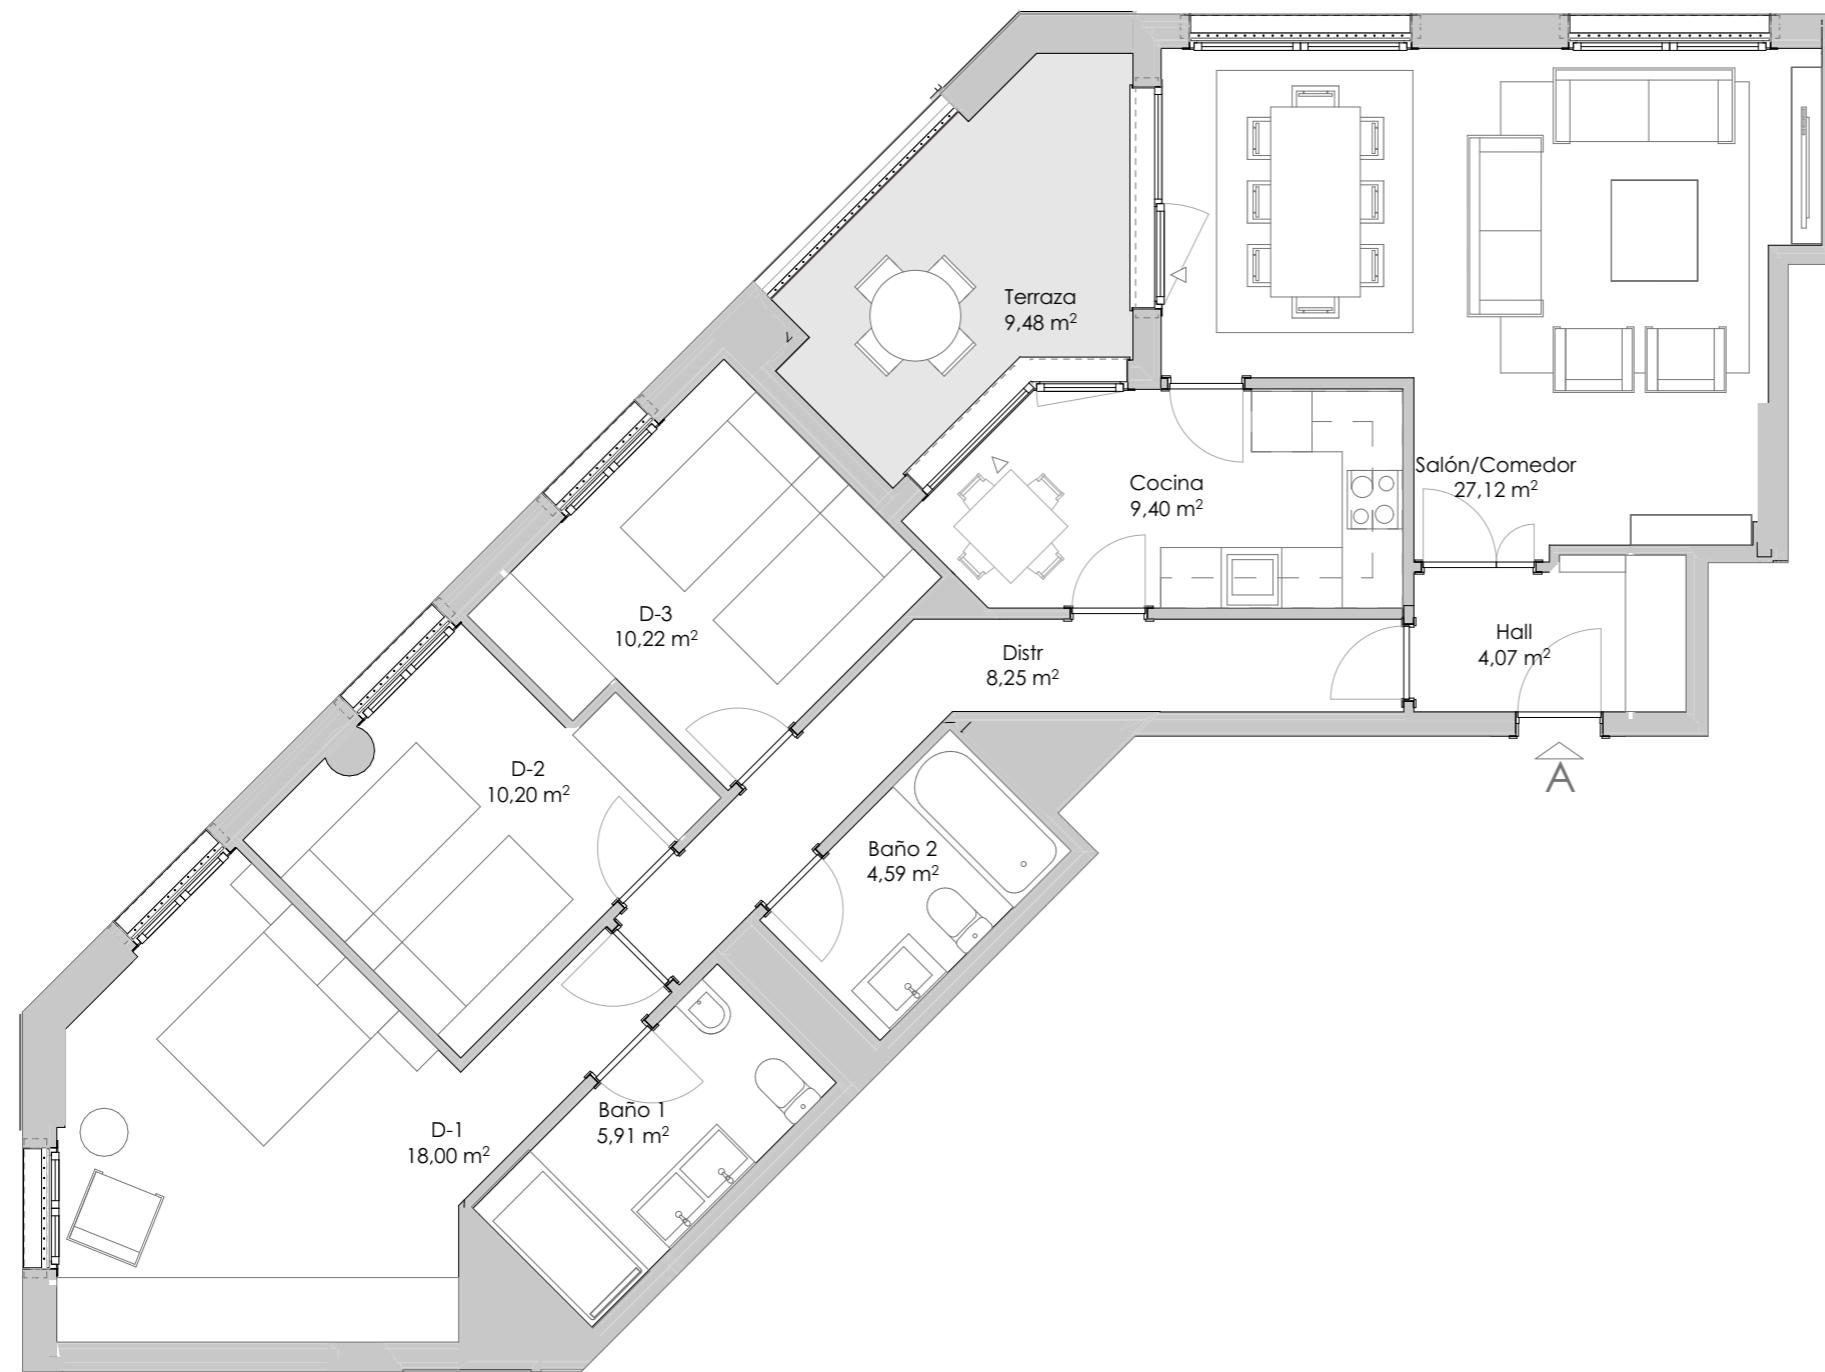 Terraza
9,48 m²
Salón/Comedor
27,12 m²
Cocina
9,40 m²
D-3
10,22 m²
Distr
8,25 m²
Hall
4,07 m²
D-2
10,20 m²
A
Baño 2
4,59 m²
Baño 1
5,91 m²
D-1
18,00 m²